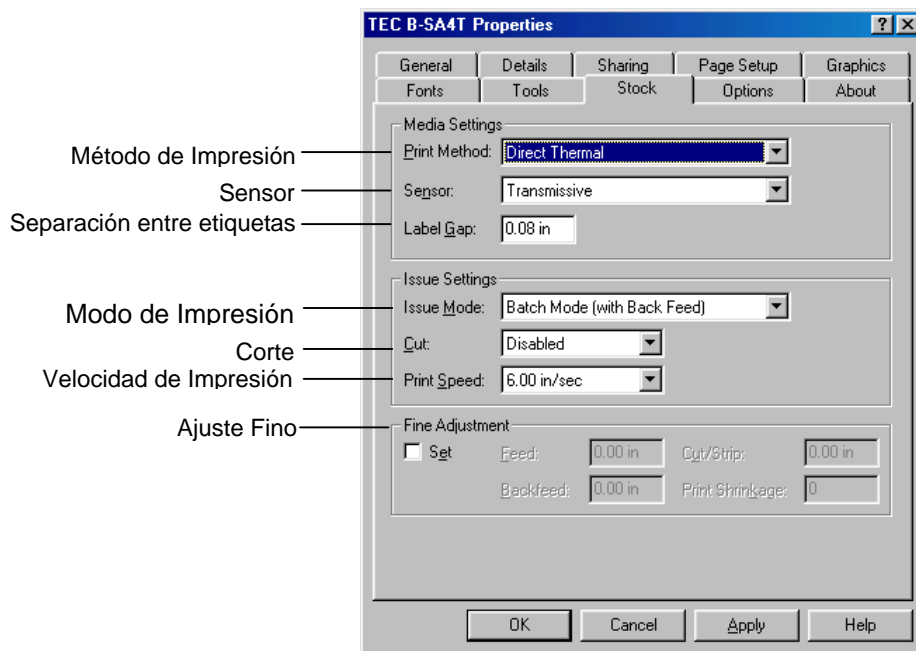 TEC B-SA4T Properties
General Details Sharing Page Setup Graphics
Fonts Tools Stock Options About
Media Settings
Método de Impresión Print Method: Direct Thermal
Sensor Sensor: Transmissive
Separación entre etiquetas Label Gap: 0.08 in
Issue Settings
Modo de Impresión Issue Mode: Batch Mode (with Back Feed)
Corte Cut: Disabled
Velocidad de Impresión Print Speed: 6.00 in/sec
Ajuste Fino Fine Adjustment
Set Feed: 0.00 in Cut/Strip: 0.00 in
Backfeed: 0.00 in Print Shrinkage: 0
OK Cancel Apply Help